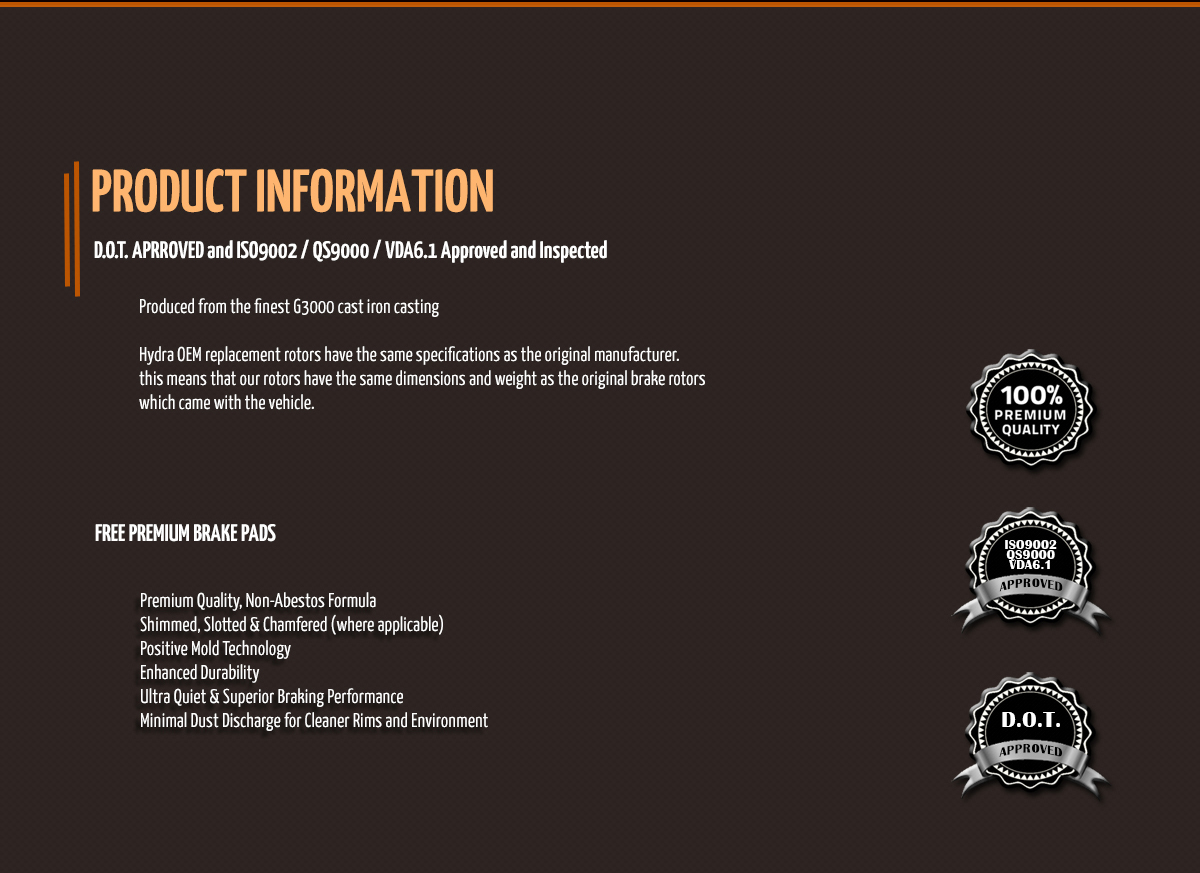 PRODUCT INFORMATION
D.O.T. APRROVED and ISO9002 / QS9000 / VDA6.1 Approved and Inspected
Produced from the finest G3000 cast iron casting
Hydra OEM replacement rotors have the same specifications as the original manufacturer.
this means that our rotors have the same dimensions and weight as the original brake rotors
which came with the vehicle.
100%
PREMIUM
QUALITY
FREE PREMIUM BRAKE PADS
ISO9002
QS9000
VDA6.1
APPROVED
Premium Quality, Non-Abestos Formula
Shimmed, Slotted & Chamfered (where applicable)
Positive Mold Technology
Enhanced Durability
Ultra Quiet & Superior Braking Performance
Minimal Dust Discharge for Cleaner Rims and Environment
D.O.T.
APPROVED